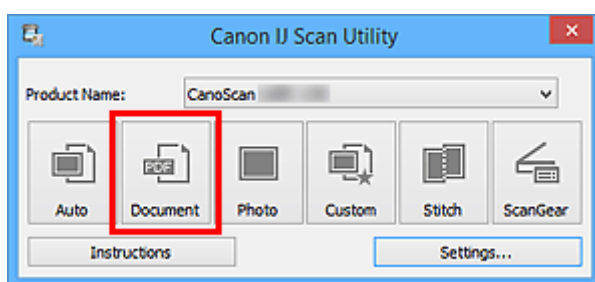 Canon IJ Scan Utility
Product Name: CanoScan
PDF
Auto Document Photo Custom Stitch ScanGear
Instructions Settings...